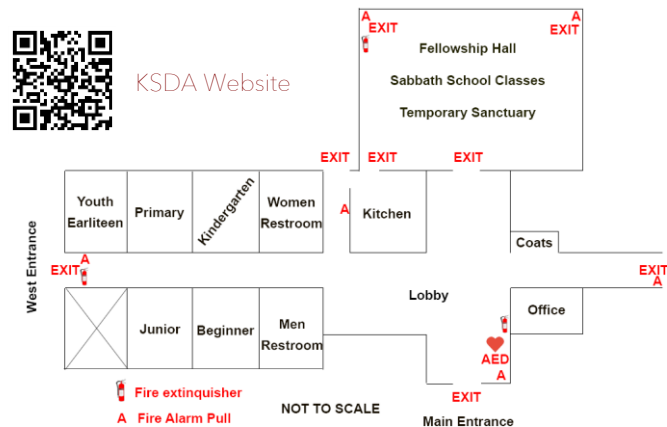 KSDA Website
A
EXIT
A
EXIT
Fellowship Hall
Sabbath School Classes
Temporary Sanctuary
EXIT
EXIT
EXIT
Youth
Earliteen
Primary
Kindergarten
Women
Restroom
A
Kitchen
Coats
West Entrance
A
EXIT
EXIT
A
Lobby
Junior
Beginner
Men
Restroom
Office
AED
A
EXIT
Main Entrance
Fire extinquisher
A Fire Alarm Pull
NOT TO SCALE